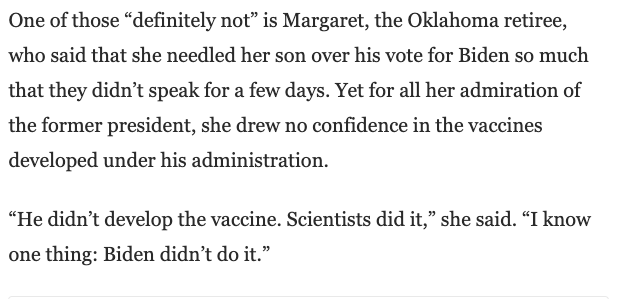 One of those “definitely not” is Margaret, the Oklahoma retiree,
who said that she needled her son over his vote for Biden so much
that they didn’t speak for a few days. Yet for all her admiration of
the former president, she drew no confidence in the vaccines
developed under his administration.
“He didn’t develop the vaccine. Scientists did it,” she said. “I know
one thing: Biden didn’t do it.”